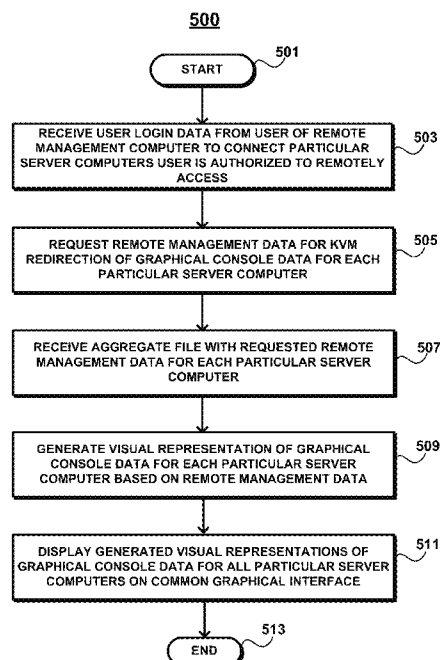 500
START
501
RECEIVE USER LOGIN DATA FROM USER OF REMOTE
MANAGEMENT COMPUTER TO CONNECT PARTICULAR
SERVER COMPUTERS USER IS AUTHORIZED TO REMOTELY
ACCESS
503
REQUEST REMOTE MANAGEMENT DATA FOR KVM
REDIRECTION OF GRAPHICAL CONSOLE DATA FOR EACH
PARTICULAR SERVER COMPUTER
505
RECEIVE AGGREGATE FILE WITH REQUESTED REMOTE
MANAGEMENT DATA FOR EACH PARTICULAR SERVER
COMPUTER
507
GENERATE VISUAL REPRESENTATION OF GRAPHICAL
CONSOLE DATA FOR EACH PARTICULAR SERVER
COMPUTER BASED ON REMOTE MANAGEMENT DATA
509
DISPLAY GENERATED VISUAL REPRESENTATIONS OF
GRAPHICAL CONSOLE DATA FOR ALL PARTICULAR SERVER
COMPUTERS ON COMMON GRAPHICAL INTERFACE
511
END
513